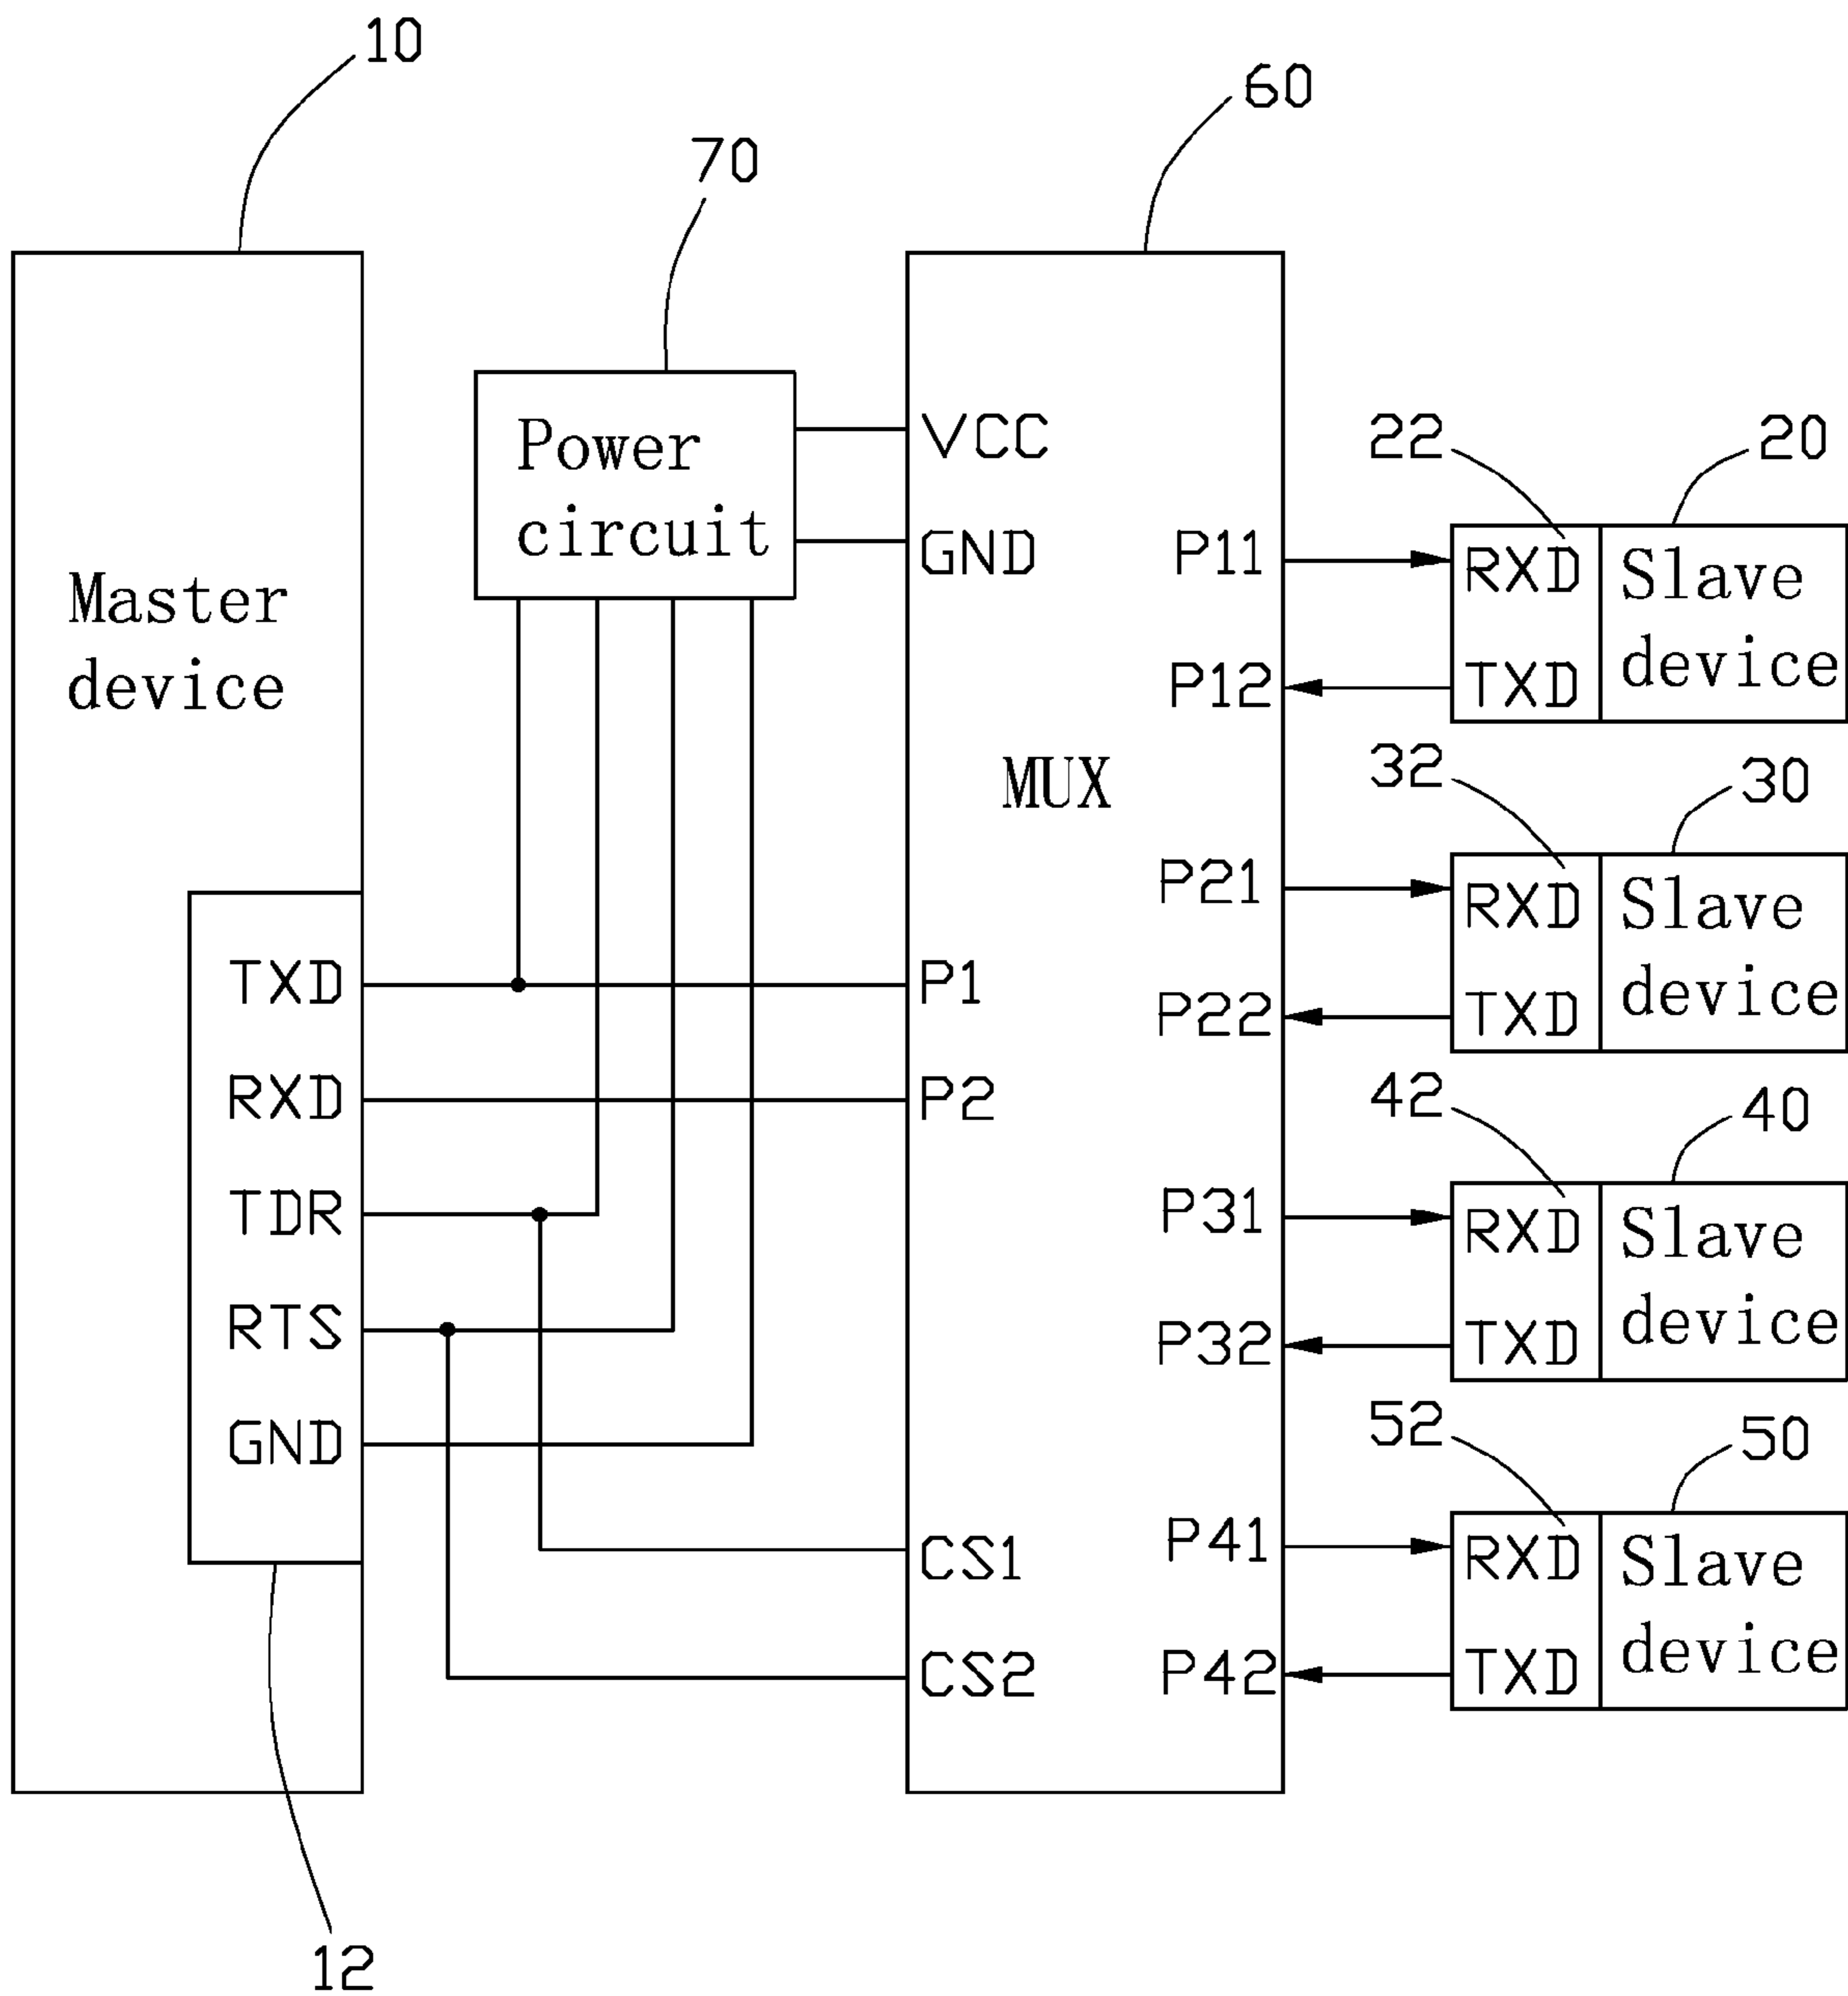 10
60
70
Master
device
Power
circuit
VCC
GND
MUX
P1
P2
CS1
CS2
TXD
RXD
TDR
RTS
GND
12
P11
P12
P21
P22
P31
P32
P41
P42
22
20
RXD
TXD
Slave
device
32
30
RXD
TXD
Slave
device
42
40
RXD
TXD
Slave
device
52
50
RXD
TXD
Slave
device